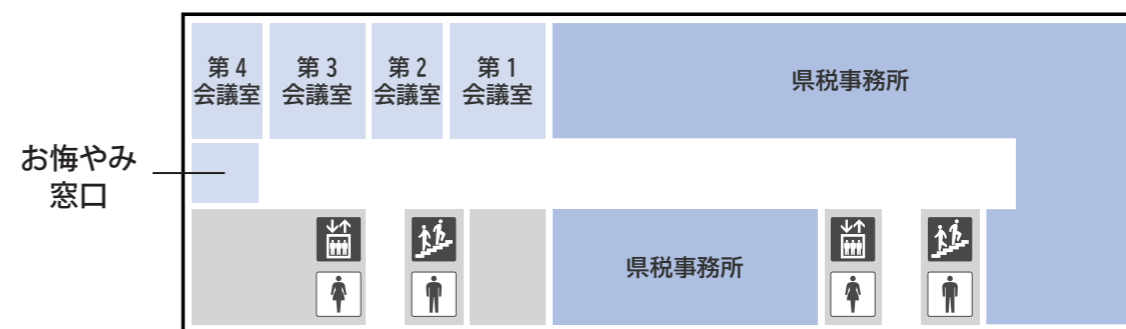 第 4
会議室
第 3
会議室
第 2
会議室
第 1
会議室
県税事務所
お悔やみ
窓口
県税事務所